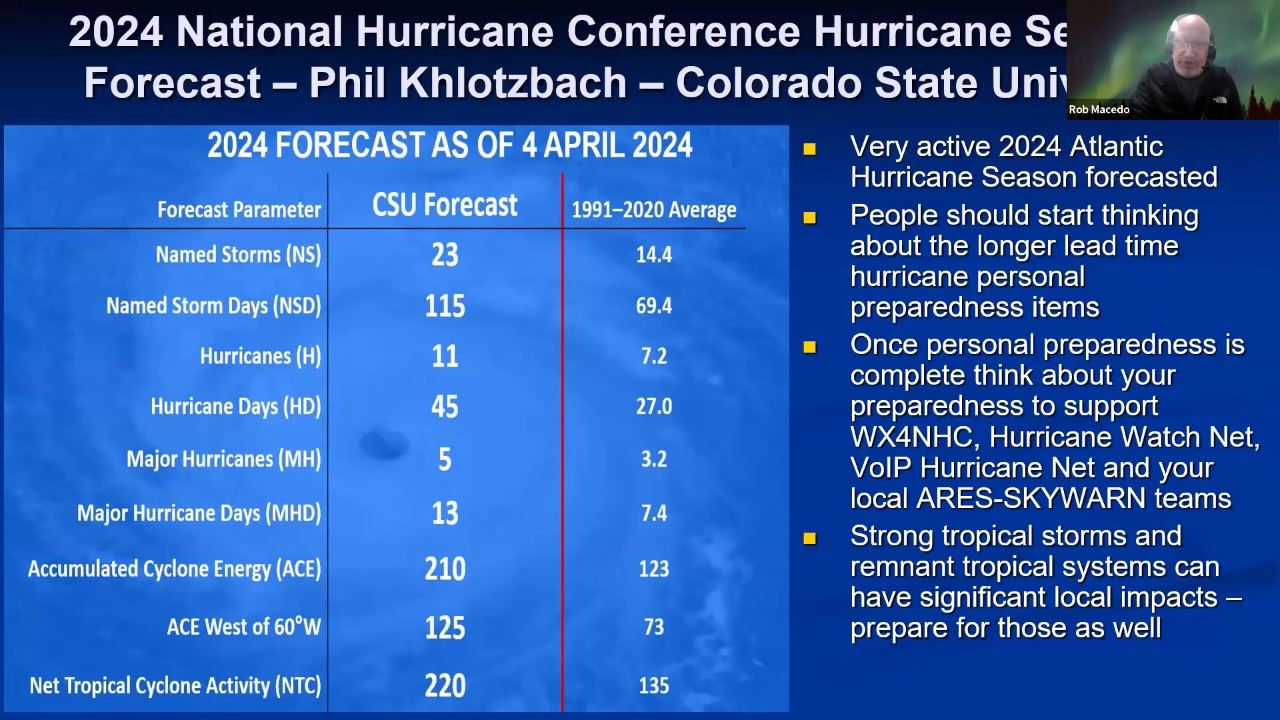 2024 National Hurricane Conference Hurricane Se
Forecast – Phil Khlotzbach – Colorado State Univ
Rob Macedo
2024 FORECAST AS OF 4 APRIL 2024
Forecast Parameter CSU Forecast 1991–2020 Average
Named Storms (NS) 23 14.4
Named Storm Days (NSD) 115 69.4
Hurricanes (H) 11 7.2
Hurricane Days (HD) 45 27.0
Major Hurricanes (MH) 5 3.2
Major Hurricane Days (MHD) 13 7.4
Accumulated Cyclone Energy (ACE) 210 123
ACE West of 60°W 125 73
Net Tropical Cyclone Activity (NTC) 220 135
Very active 2024 Atlantic
Hurricane Season forecasted
People should start thinking
about the longer lead time
hurricane personal
preparedness items
Once personal preparedness is
complete think about your
preparedness to support
WX4NHC, Hurricane Watch Net,
VoIP Hurricane Net and your
local ARES-SKYWARN teams
Strong tropical storms and
remnant tropical systems can
have significant local impacts –
prepare for those as well